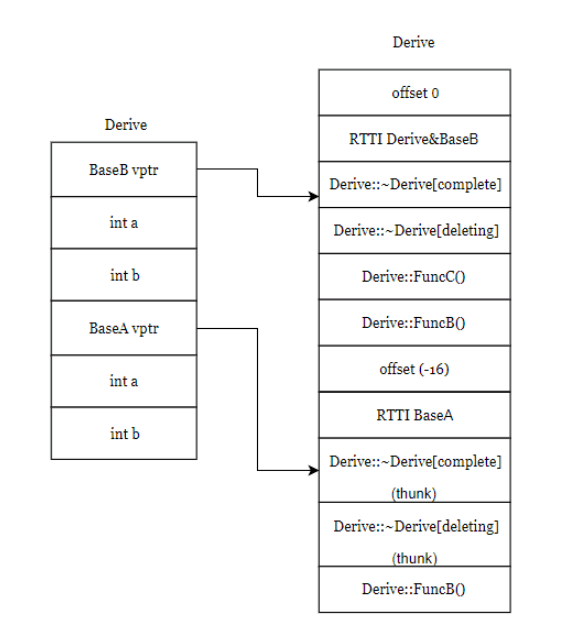 Derive
BaseB vptr
int a
int b
BaseA vptr
int a
int b
Derive
offset 0
RTTI Derive&BaseB
Derive::~Derive[complete]
Derive::~Derive[deleting]
Derive::FuncC()
Derive::FuncB()
offset (-16)
RTTI BaseA
Derive::~Derive[complete]
(thunk)
Derive::~Derive[deleting]
(thunk)
Derive::FuncB()